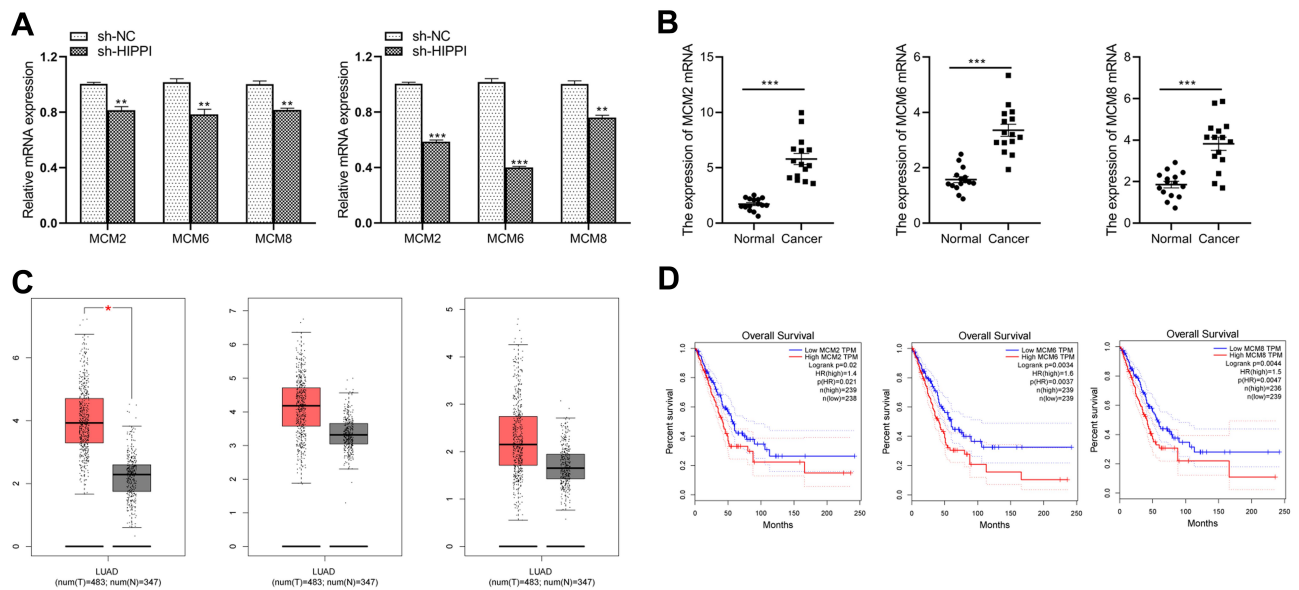 A
sh-NC
sh-HIPPI
Relative mRNA expression
1.2
0.8
0.4
0.0
** ** **
MCM2 MCM6 MCM8
sh-NC
sh-HIPPI
Relative mRNA expression
1.2
0.8
0.4
0.0
*** *** **
MCM2 MCM6 MCM8
B
The expression of MCM2 mRNA
15
10
5
0
***
Normal Cancer
The expression of MCM6 mRNA
6
4
2
0
***
Normal Cancer
The expression of MCM8 mRNA
8
6
4
2
0
***
Normal Cancer
C
6
4
2
0
*
LUAD
(num(T)=483; num(N)=347)
7
6
5
4
3
2
1
0
LUAD
(num(T)=483; num(N)=347)
5
4
3
2
1
0
LUAD
(num(T)=483; num(N)=347)
D
Overall Survival
Low MCM2 TPM
High MCM2 TPM
Logrank p=0.02
HR(high)=1.4
p(HR)=0.021
n(high)=239
n(low)=238
Percent survival
1.0
0.8
0.6
0.4
0.2
0.0
0 50 100 150 200 250
Months
Overall Survival
Low MCM6 TPM
High MCM6 TPM
Logrank p=0.0034
HR(high)=1.6
p(HR)=0.0037
n(high)=239
n(low)=239
Percent survival
1.0
0.8
0.6
0.4
0.2
0.0
0 50 100 150 200 250
Months
Overall Survival
Low MCM8 TPM
High MCM8 TPM
Logrank p=0.0044
HR(high)=1.5
p(HR)=0.0047
n(high)=236
n(low)=239
Percent survival
1.0
0.8
0.6
0.4
0.2
0.0
0 50 100 150 200 250
Months